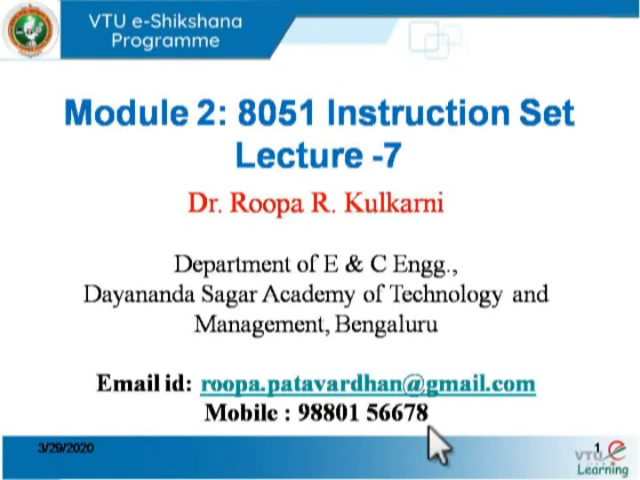 VTU e-Shikshana
Programme
Module 2: 8051 Instruction Set
Lecture -7
Dr. Roopa R. Kulkarni
Department of E & C Engg.,
Dayananda Sagar Academy of Technology and
Management, Bengaluru
Email id: roopa.patavardhan@gmail.com
Mobile : 98801 56678
3/29/2020
1
VTU e
Learning